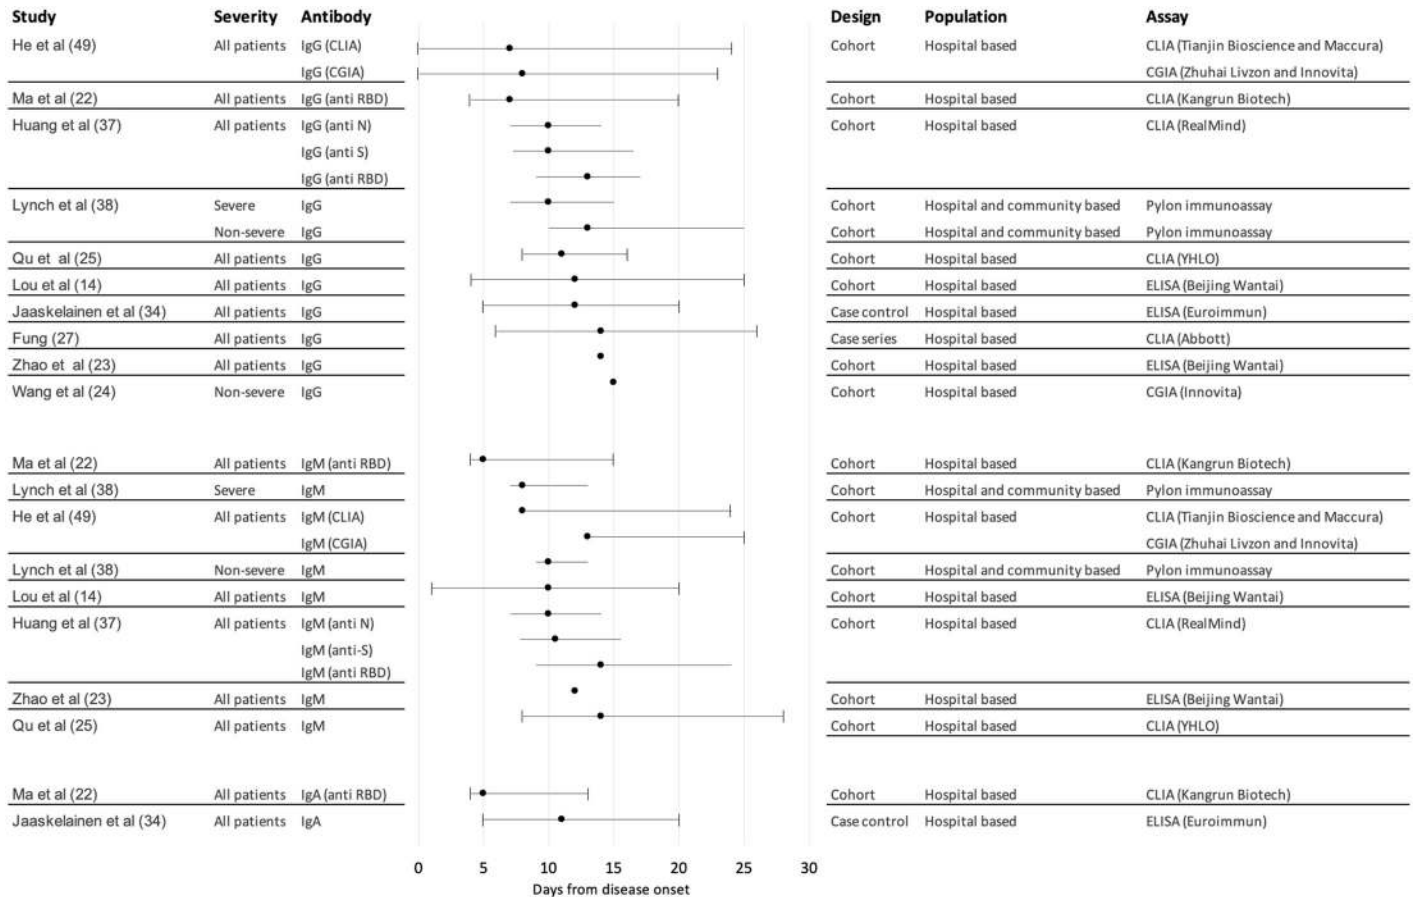 Study Severity Antibody Design Population Assay
He et al (49) All patients IgG (CLIA) Cohort Hospital based CLIA (Tianjin Bioscience and Maccura)
IgG (CGIA) CGIA (Zhuhai Livzon and Innovita)
Ma et al (22) All patients IgG (anti RBD) Cohort Hospital based CLIA (Kangrun Biotech)
Huang et al (37) All patients IgG (anti N) Cohort Hospital based CLIA (RealMind)
IgG (anti S)
IgG (anti RBD)
Lynch et al (38) Severe IgG Cohort Hospital and community based Pylon immunoassay
Non-severe IgG Cohort Hospital and community based Pylon immunoassay
Qu et al (25) All patients IgG Cohort Hospital based CLIA (YHLO)
Lou et al (14) All patients IgG Cohort Hospital based ELISA (Beijing Wantai)
Jaaskelainen et al (34) All patients IgG Case control Hospital based ELISA (Euroimmun)
Fung (27) All patients IgG Case series Hospital based CLIA (Abbott)
Zhao et al (23) All patients IgG Cohort Hospital based ELISA (Beijing Wantai)
Wang et al (24) Non-severe IgG Cohort Hospital based CGIA (Innovita)
Ma et al (22) All patients IgM (anti RBD) Cohort Hospital based CLIA (Kangrun Biotech)
Lynch et al (38) Severe IgM Cohort Hospital and community based Pylon immunoassay
He et al (49) All patients IgM (CLIA) Cohort Hospital based CLIA (Tianjin Bioscience and Maccura)
IgM (CGIA) CGIA (Zhuhai Livzon and Innovita)
Lynch et al (38) Non-severe IgM Cohort Hospital and community based Pylon immunoassay
Lou et al (14) All patients IgM Cohort Hospital based ELISA (Beijing Wantai)
Huang et al (37) All patients IgM (anti N) Cohort Hospital based CLIA (RealMind)
IgM (anti-S)
IgM (anti RBD)
Zhao et al (23) All patients IgM Cohort Hospital based ELISA (Beijing Wantai)
Qu et al (25) All patients IgM Cohort Hospital based CLIA (YHLO)
Ma et al (22) All patients IgA (anti RBD) Cohort Hospital based CLIA (Kangrun Biotech)
Jaaskelainen et al (34) All patients IgA Case control Hospital based ELISA (Euroimmun)
0 5 10 15 20 25 30
Days from disease onset